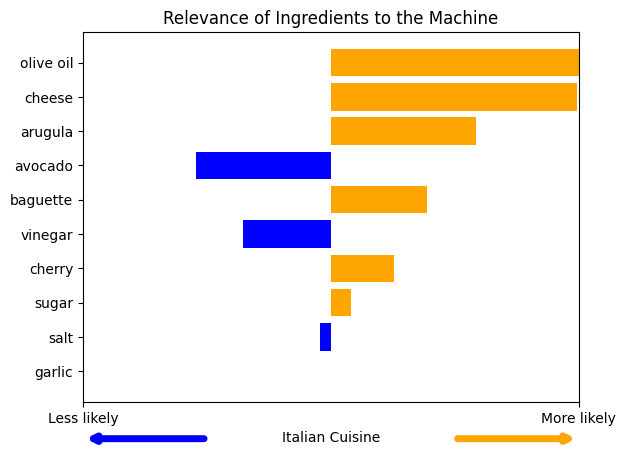 Relevance of Ingredients to the Machine
olive oil
cheese
arugula
avocado
baguette
vinegar
cherry
sugar
salt
garlic
Less likely
More likely
Italian Cuisine